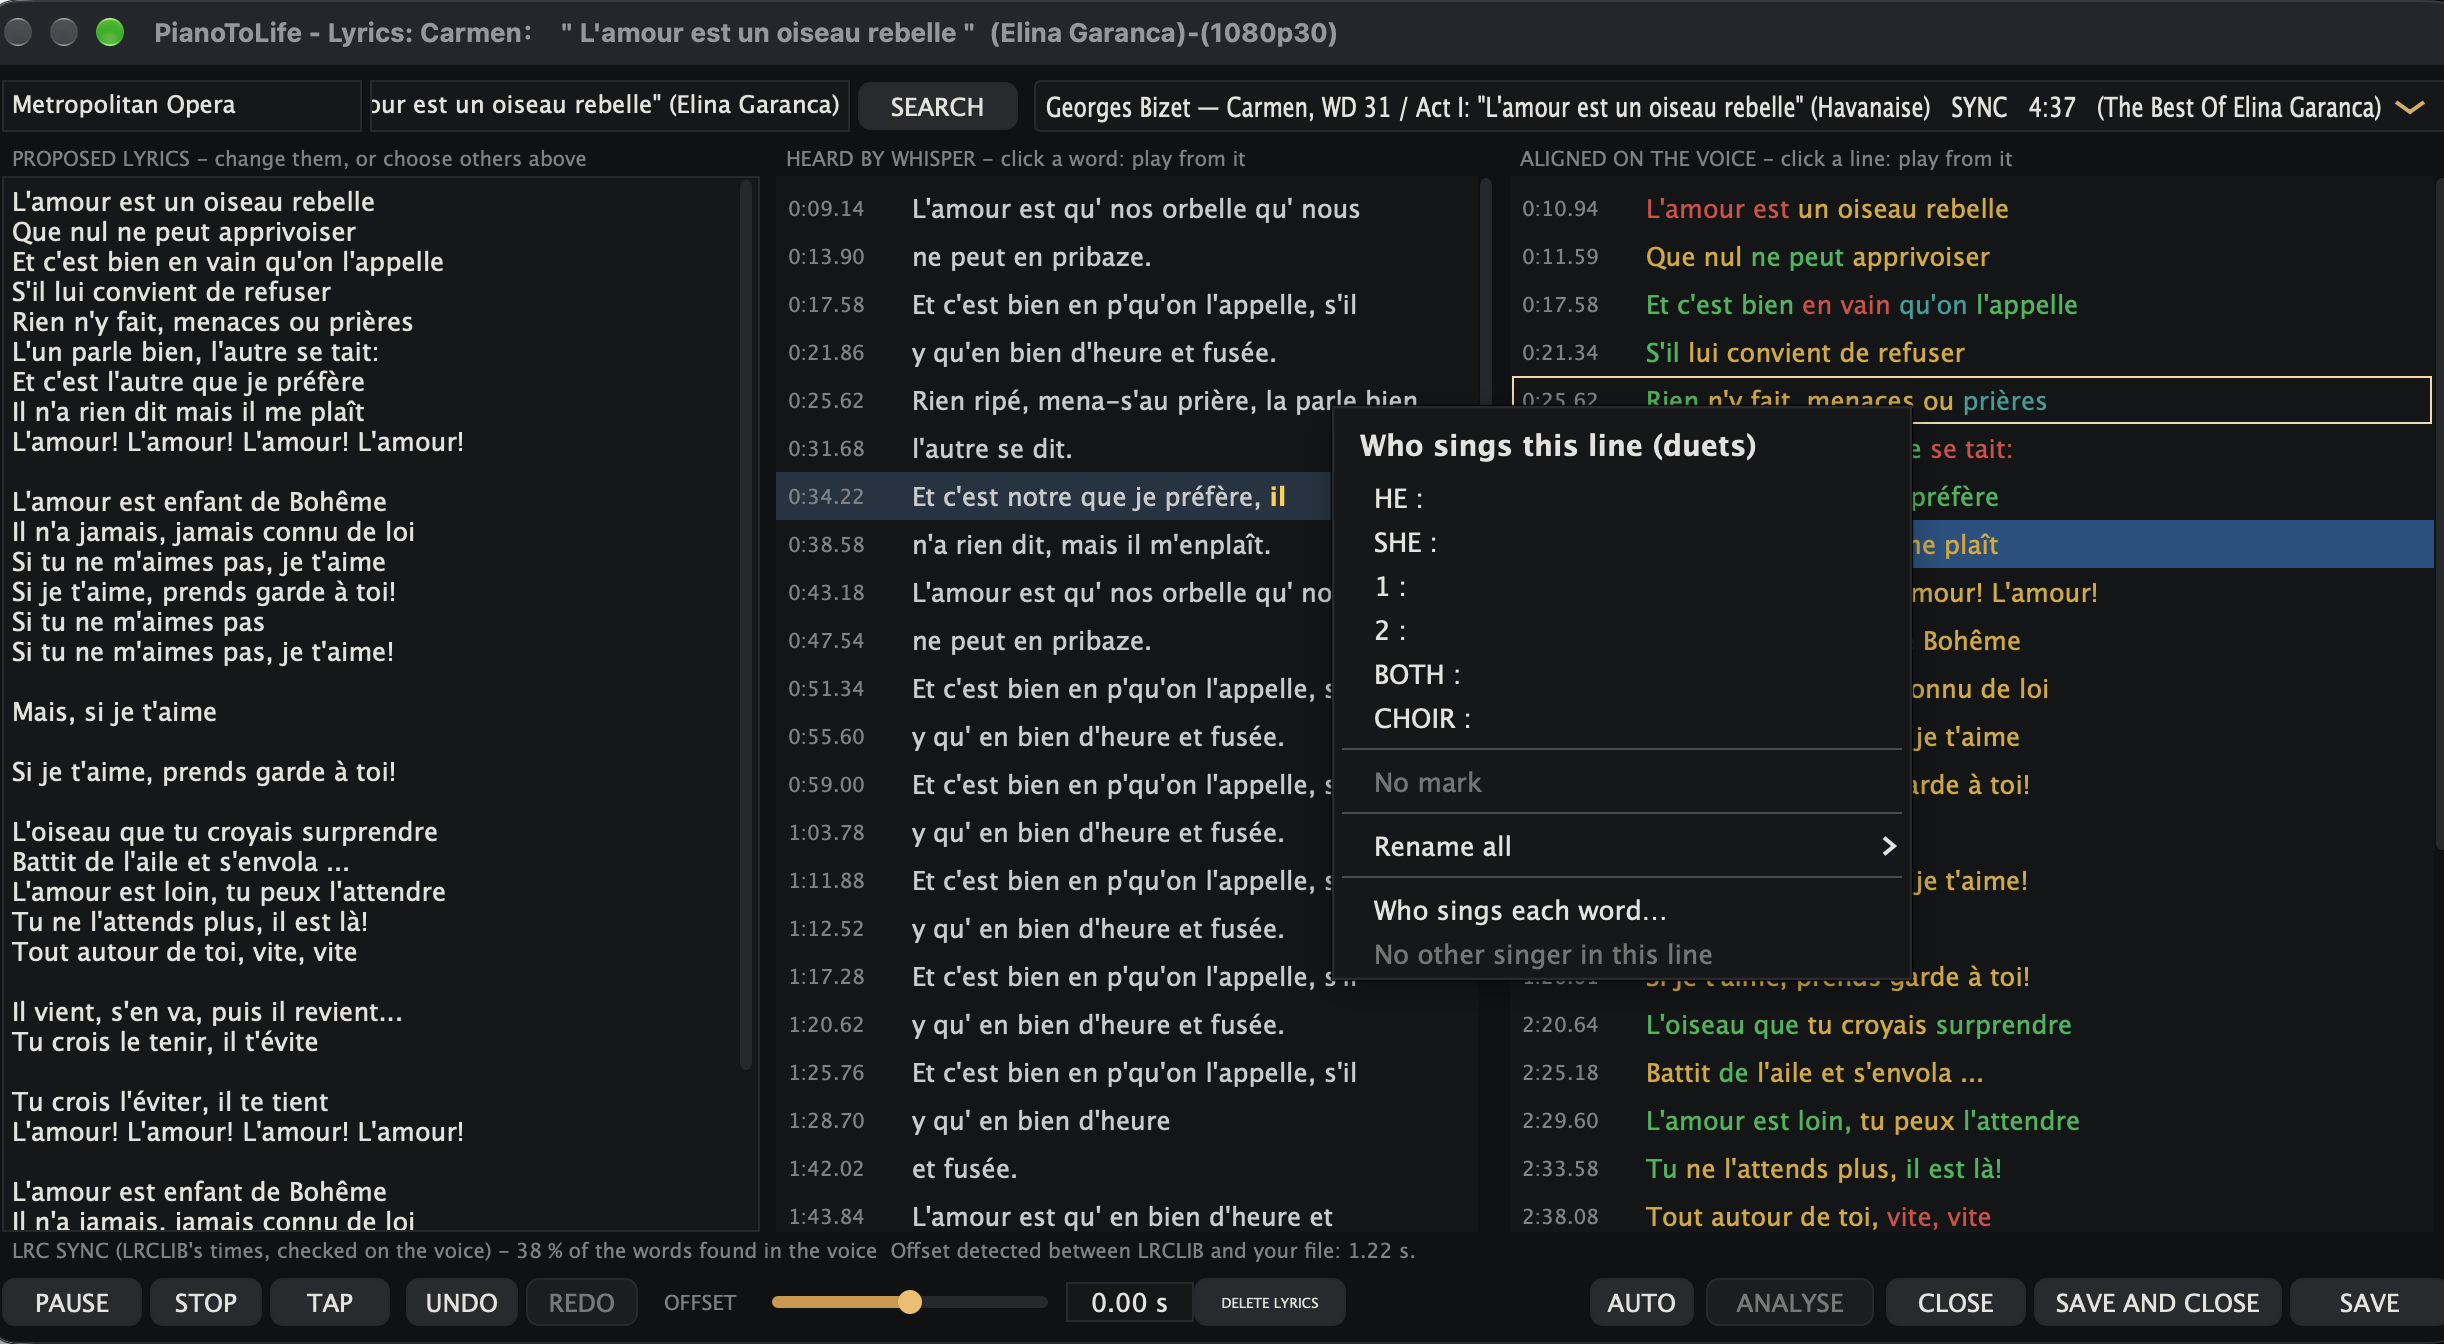 PianoToLife - Lyrics: Carmen: " L'amour est un oiseau rebelle " (Elina Garanca)-(1080p30)
Metropolitan Opera
our est un oiseau rebelle" (Elina Garanca)
SEARCH
Georges Bizet — Carmen, WD 31 / Act I: "L'amour est un oiseau rebelle" (Havanaise) SYNC 4:37 (The Best Of Elina Garanca)
PROPOSED LYRICS – change them, or choose others above
L'amour est un oiseau rebelle
Que nul ne peut apprivoiser
Et c'est bien en vain qu'on l'appelle
S'il lui convient de refuser
Rien n'y fait, menaces ou prières
L'un parle bien, l'autre se tait:
Et c'est l'autre que je préfère
Il n'a rien dit mais il me plaît
L'amour! L'amour! L'amour! L'amour!
L'amour est enfant de Bohême
Il n'a jamais, jamais connu de loi
Si tu ne m'aimes pas, je t'aime
Si je t'aime, prends garde à toi!
Si tu ne m'aimes pas
Si tu ne m'aimes pas, je t'aime!
Mais, si je t'aime
Si je t'aime, prends garde à toi!
L'oiseau que tu croyais surprendre
Battit de l'aile et s'envola ...
L'amour est loin, tu peux l'attendre
Tu ne l'attends plus, il est là!
Tout autour de toi, vite, vite
Il vient, s'en va, puis il revient...
Tu crois le tenir, il t'évite
Tu crois l'éviter, il te tient
L'amour! L'amour! L'amour! L'amour!
L'amour est enfant de Bohême
Il n'a jamais, jamais connu de loi
HEARD BY WHISPER – click a word: play from it
0:09.14 L'amour est qu' nos orbelle qu' nous
0:13.90 ne peut en pribaze.
0:17.58 Et c'est bien en p'qu'on l'appelle, s'il
0:21.86 y qu'en bien d'heure et fusée.
0:25.62 Rien ripé, mena-s'au prière, la parle bien
0:31.68 l'autre se dit.
0:34.22 Et c'est notre que je préfère, il
0:38.58 n'a rien dit, mais il m'enplaît.
0:43.18 L'amour est qu' nos orbelle qu' no
0:47.54 ne peut en pribaze.
0:51.34 Et c'est bien en p'qu'on l'appelle, s
0:55.60 y qu' en bien d'heure et fusée.
0:59.00 Et c'est bien en p'qu'on l'appelle, s
1:03.78 y qu' en bien d'heure et fusée.
1:11.88 Et c'est bien en p'qu'on l'appelle, s
1:12.52 y qu' en bien d'heure et fusée.
1:17.28 Et c'est bien en p'qu'on l'appelle, s'il
1:20.62 y qu' en bien d'heure et fusée.
1:25.76 Et c'est bien en p'qu'on l'appelle, s'il
1:28.70 y qu' en bien d'heure
1:42.02 et fusée.
1:43.84 L'amour est qu' en bien d'heure et
ALIGNED ON THE VOICE – click a line: play from it
0:10.94 L'amour est un oiseau rebelle
0:11.59 Que nul ne peut apprivoiser
0:17.58 Et c'est bien en vain qu'on l'appelle
0:21.34 S'il lui convient de refuser
0:25.62 Rien n'y fait, menaces ou prières
e se tait:
préfère
me plaît
mour! L'amour!
Bohême
onnu de loi
je t'aime
arde à toi!
je t'aime!
Si je t'aime, prends garde à toi!
2:20.64 L'oiseau que tu croyais surprendre
2:25.18 Battit de l'aile et s'envola ...
2:29.60 L'amour est loin, tu peux l'attendre
2:33.58 Tu ne l'attends plus, il est là!
2:38.08 Tout autour de toi, vite, vite
Who sings this line (duets)
HE :
SHE :
1 :
2 :
BOTH :
CHOIR :
No mark
Rename all
Who sings each word...
No other singer in this line
LRC SYNC (LRCLIB's times, checked on the voice) – 38 % of the words found in the voice Offset detected between LRCLIB and your file: 1.22 s.
PAUSE
STOP
TAP
UNDO
REDO
OFFSET
0.00 s
DELETE LYRICS
AUTO
ANALYSE
CLOSE
SAVE AND CLOSE
SAVE